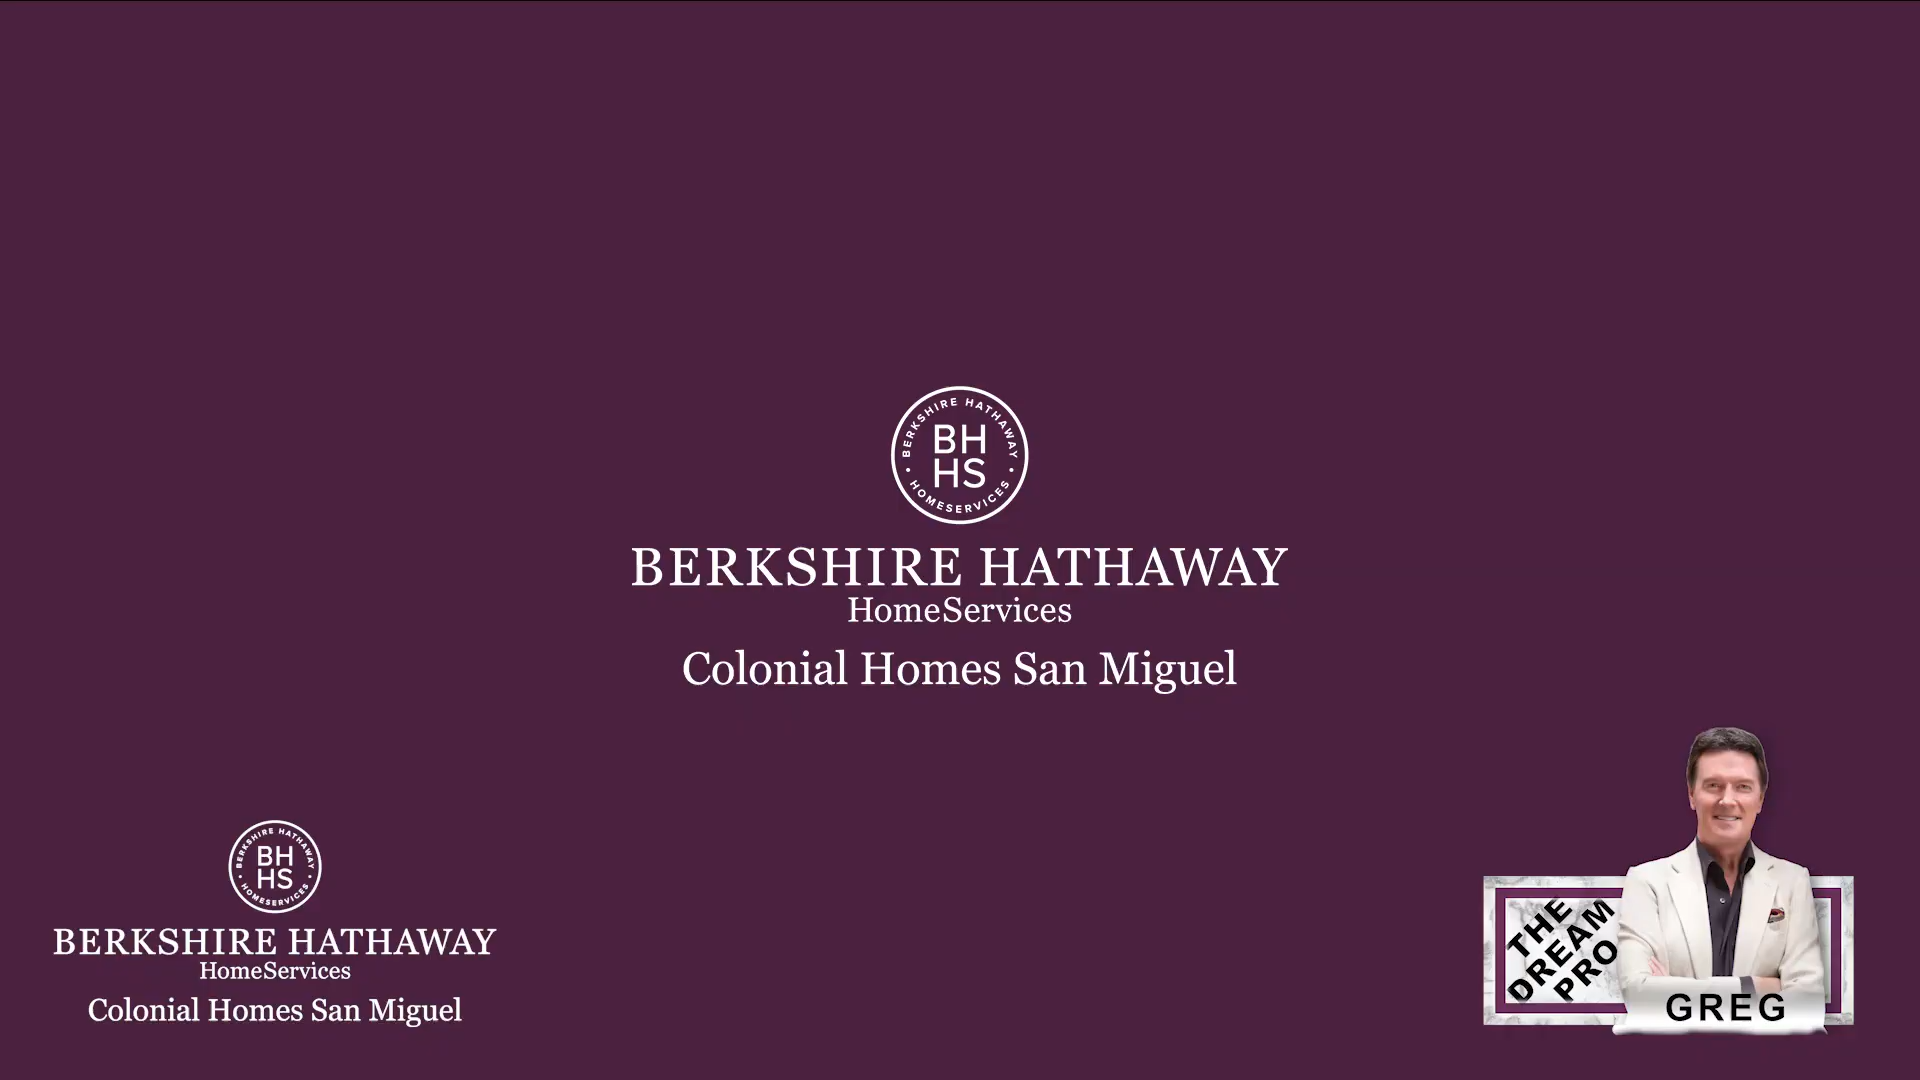 BERKSHIRE HATHAWAY
BH
HS
HOMESERVICES
BERKSHIRE HATHAWAY
HomeServices
Colonial Homes San Miguel
BERKSHIRE HATHAWAY
BH
HS
HOMESERVICES
BERKSHIRE HATHAWAY
HomeServices
Colonial Homes San Miguel
THE
DREAM
PRO
GREG